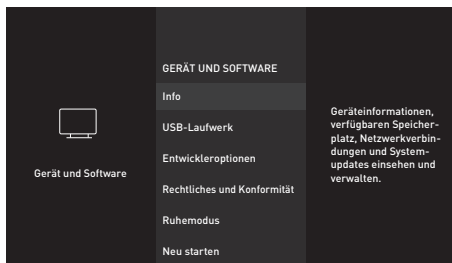 Gerät und Software
GERÄT UND SOFTWARE
Info
USB-Laufwerk
Entwickleroptionen
Rechtliches und Konformität
Ruhemodus
Neu starten
Geräteinformationen,
verfügbaren Speicher-
platz, Netzwerkverbin-
dungen und System-
updates einsehen und
verwalten.